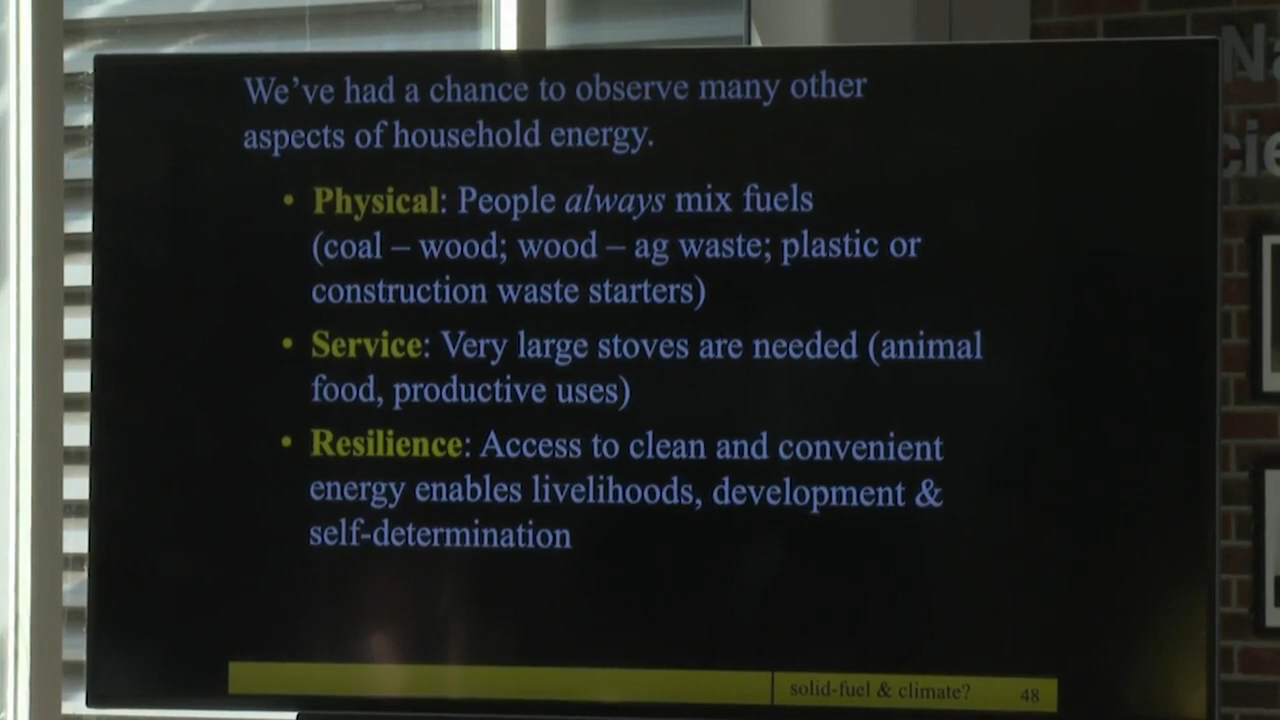 We've had a chance to observe many other
aspects of household energy.
• Physical: People always mix fuels
(coal – wood; wood – ag waste; plastic or
construction waste starters)
• Service: Very large stoves are needed (animal
food, productive uses)
• Resilience: Access to clean and convenient
energy enables livelihoods, development &
self-determination
solid-fuel & climate? 48